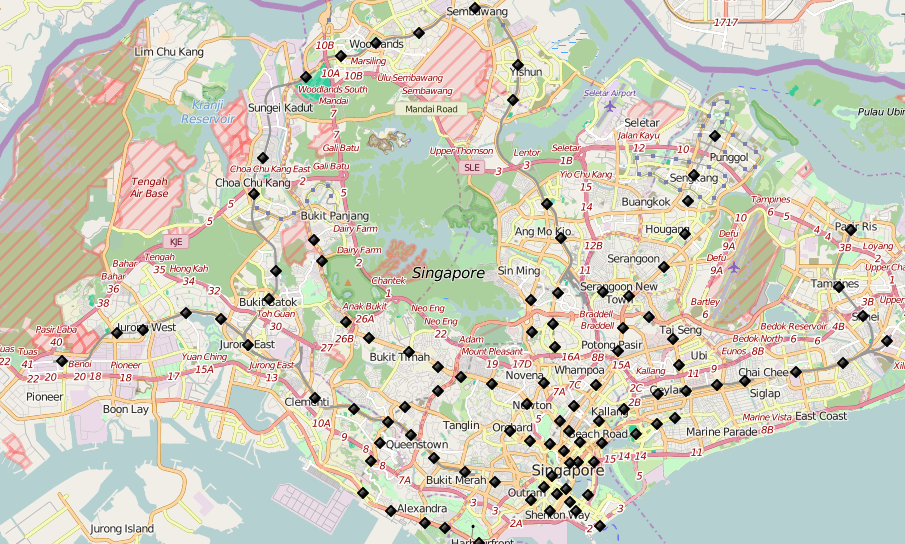 Sembawang
1717
10B
Woodlands
Lim Chu Kang
Marsiling
10A
10B
Ulu Sembawang
Yishun
Woodlands South
Sembawang
Seletar Airport
Kranji
Reservoir
Sungei Kadut
Mandai
Mandai Road
Pulau Ubin
7
Seletar
Jalan Kayu
7
Gali Batu
Upper Thomson
Lentor
Seletar
12
10
Punggol
Choa Chu Kang East
Gali Batu
SLE
3
3
1B
Yio Chu Kang
Sengkang
Tengah
Air Base
Choa Chu Kang
2
15
14
Buangkok
Tampines
5
Bukit Panjang
10
Pasir Ris
5
Dairy Farm
Ang Mo Kio
Hougang
Defu
9A
3
Loyang
KJE
Dairy Farm
12B
Tengah
2
Singapore
Sin Ming
Serangoon
Defu
9A
Bahar
Hong Kah
Chantek
11
Serangoon New
Town
Tampines
Bahar
38
36
35
34
32
Bukit Batok
1
Anak Bukit
Neo Eng
Bartley
3B
Toh Guan
26A
Neo Eng
Braddell
Braddell
Simei
Pasir Laba
40
Jurong West
30
22
Adam
13
Potong Pasir
Tai Seng
Bedok Reservoir
4B
Tuas
41
Benoi
Jurong East
27
26B
Mount Pleasant
Bedok North
6
22
20
Pioneer
18
Yuan Ching
15A
Jurong East
26
Bukit Timah
19
17D
16A
8B
Ubi
Eunos
8B
Pioneer
13
Novena
Whampoa
Kallang
11
Chai Chee
Boon Lay
Clementi
7A
7C
2C
2B
Geylang
Siglap
10A
Newton
Kallang
Marine Vista
East Coast
9
Tanglin
Orchard
Beach Road
Marine Parade
8B
8
Queenstown
15
14
11
7A
Bukit Merah
Singapore
Outram
Jurong Island
Alexandra
2A
Shenton Way
2
Harbourfront